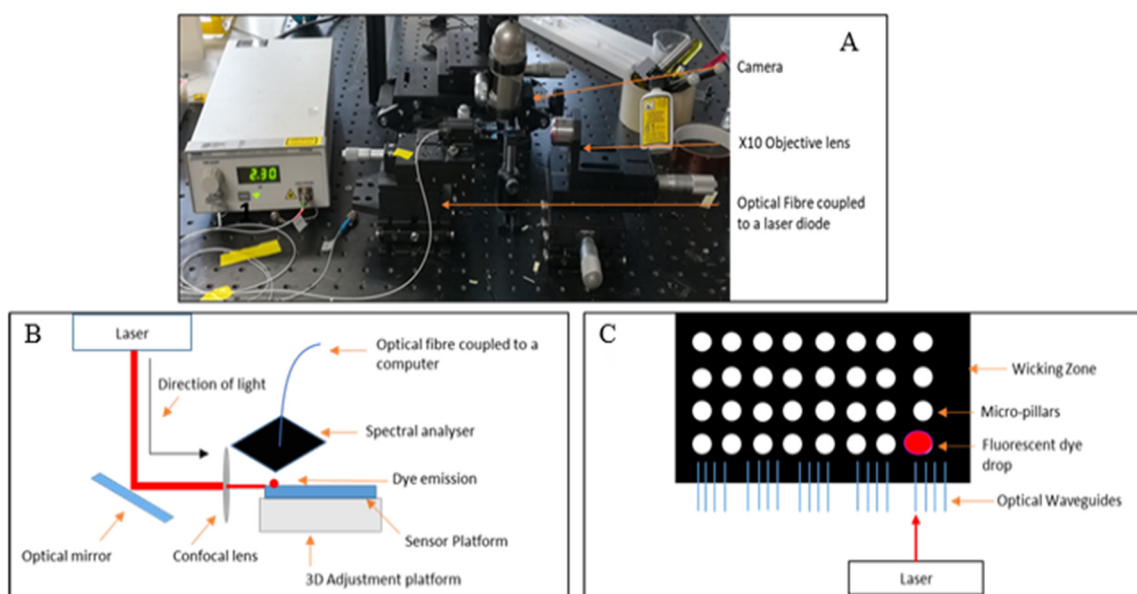 A
Camera
X10 Objective lens
Optical Fibre coupled
to a laser diode
2.30
1
B
Laser
Direction of light
Optical fibre coupled to a
computer
Spectral analyser
Dye emission
Sensor Platform
Optical mirror
Confocal lens
3D Adjustment platform
C
Wicking Zone
Micro-pillars
Fluorescent dye
drop
Optical Waveguides
Laser